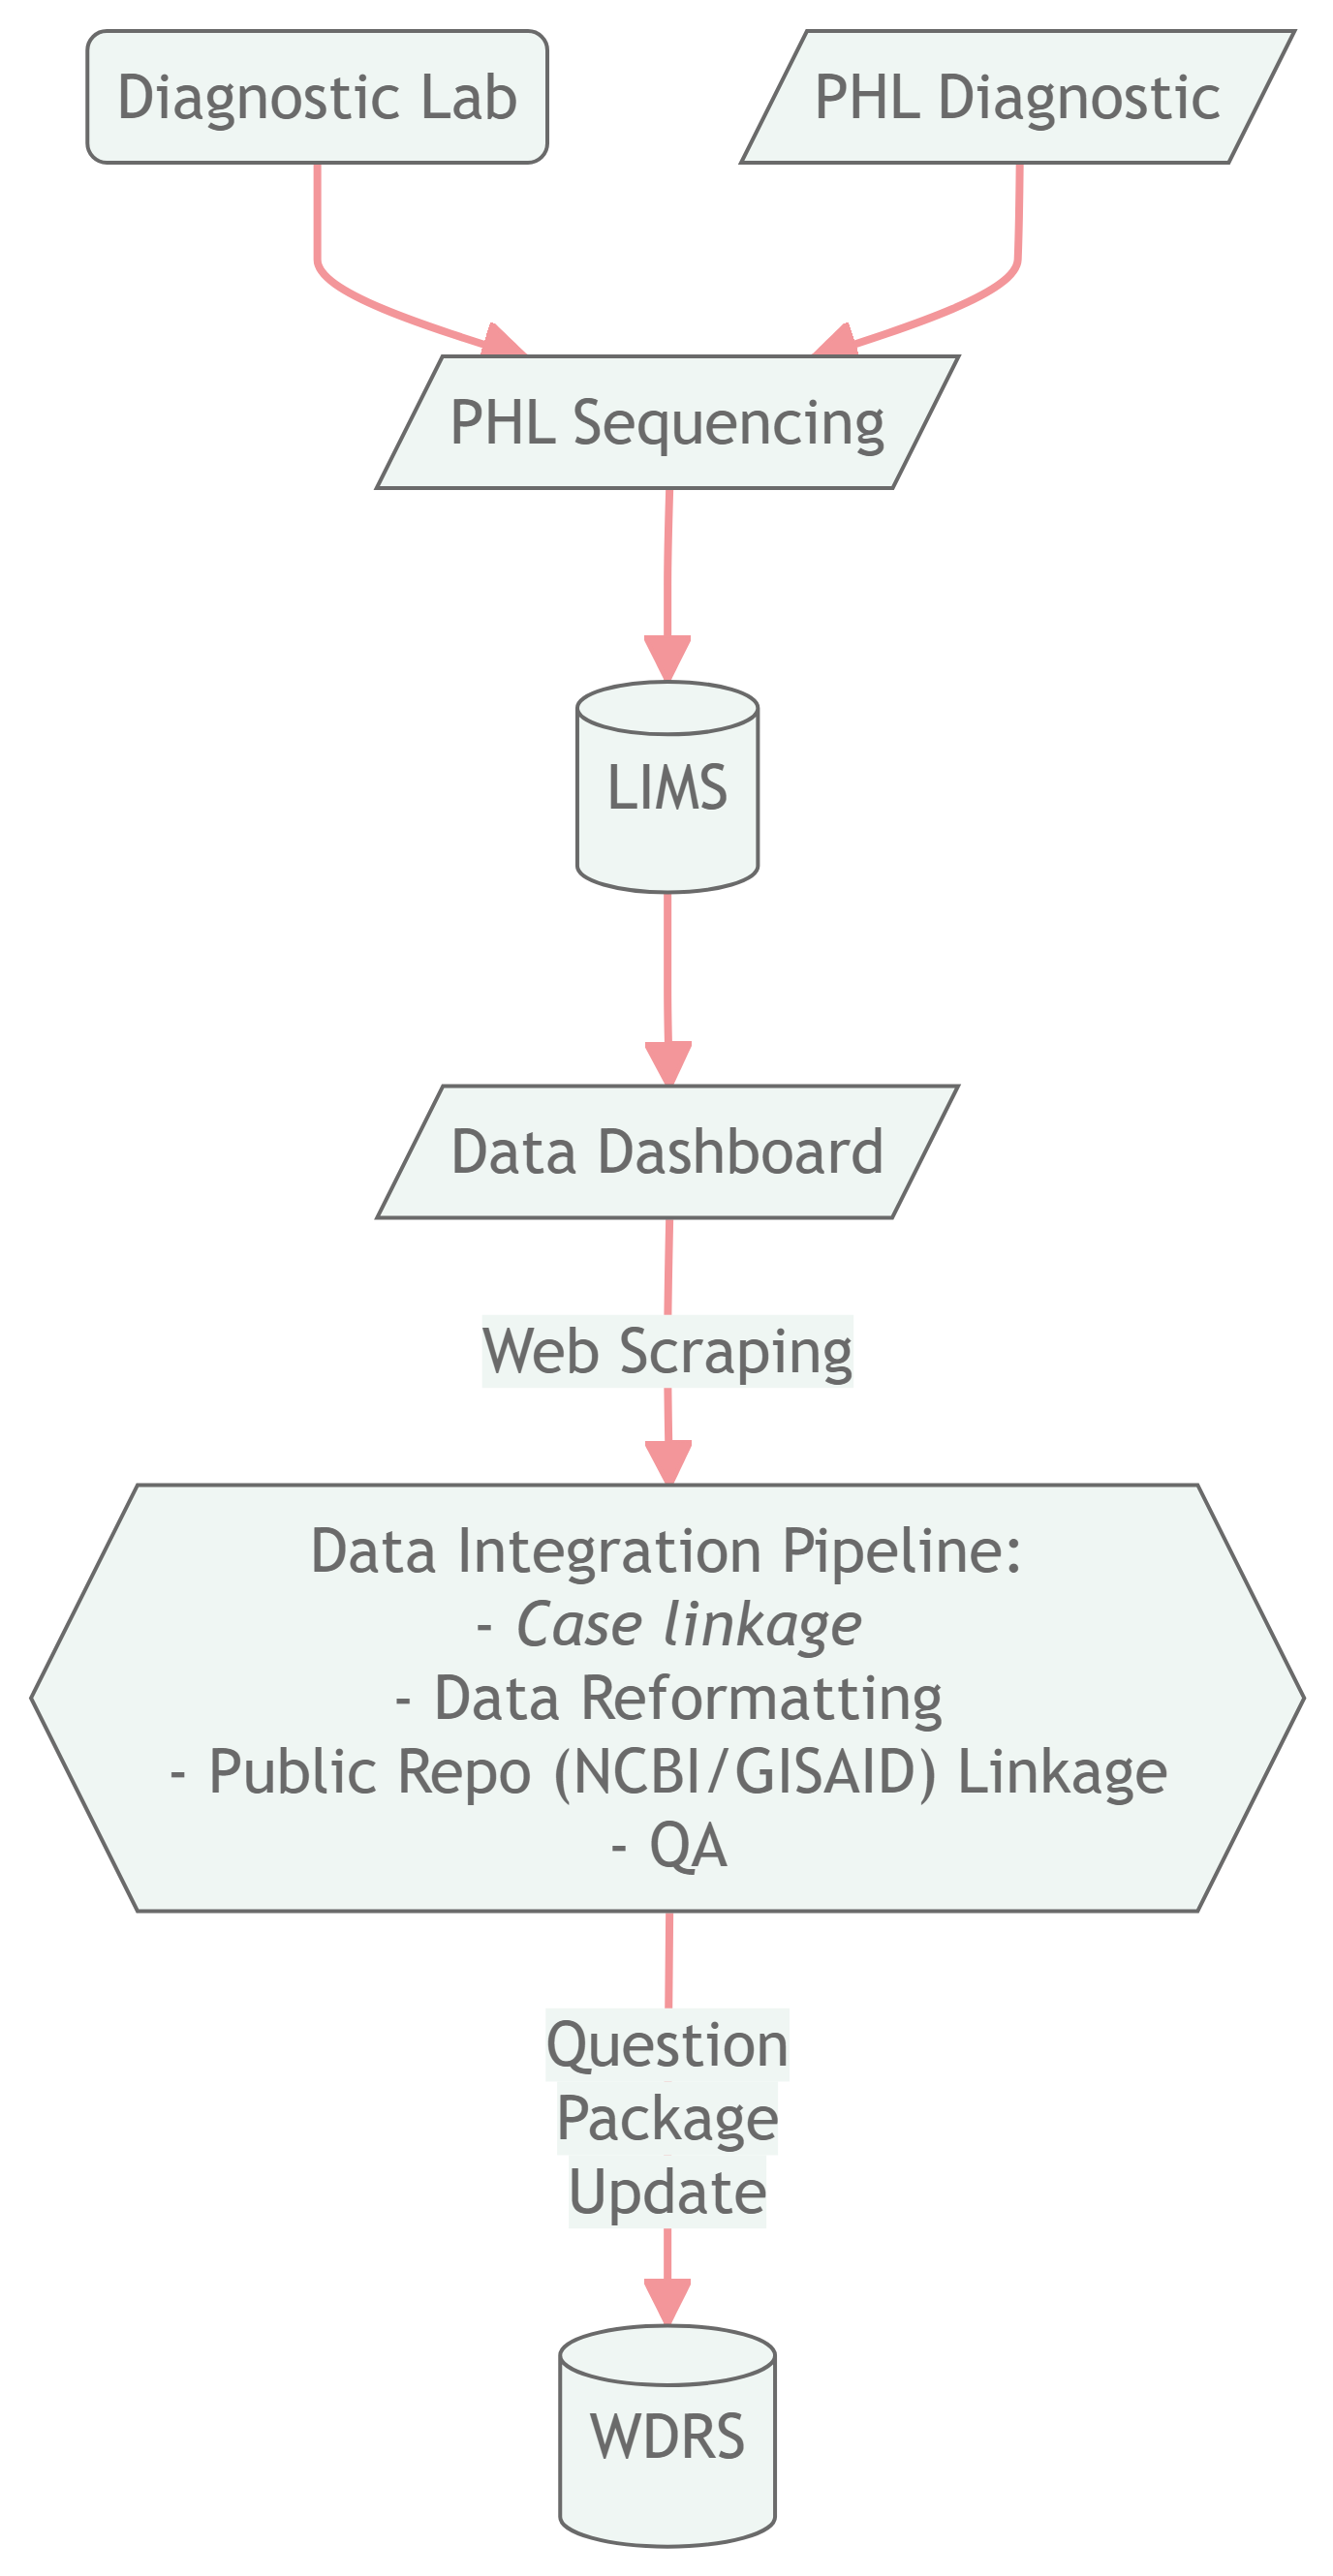 Diagnostic Lab
PHL Diagnostic
PHL Sequencing
LIMS
Data Dashboard
Web Scraping
Data Integration Pipeline:
- Case linkage
- Data Reformatting
- Public Repo (NCBI/GISAID) Linkage
- QA
Question
Package
Update
WDRS